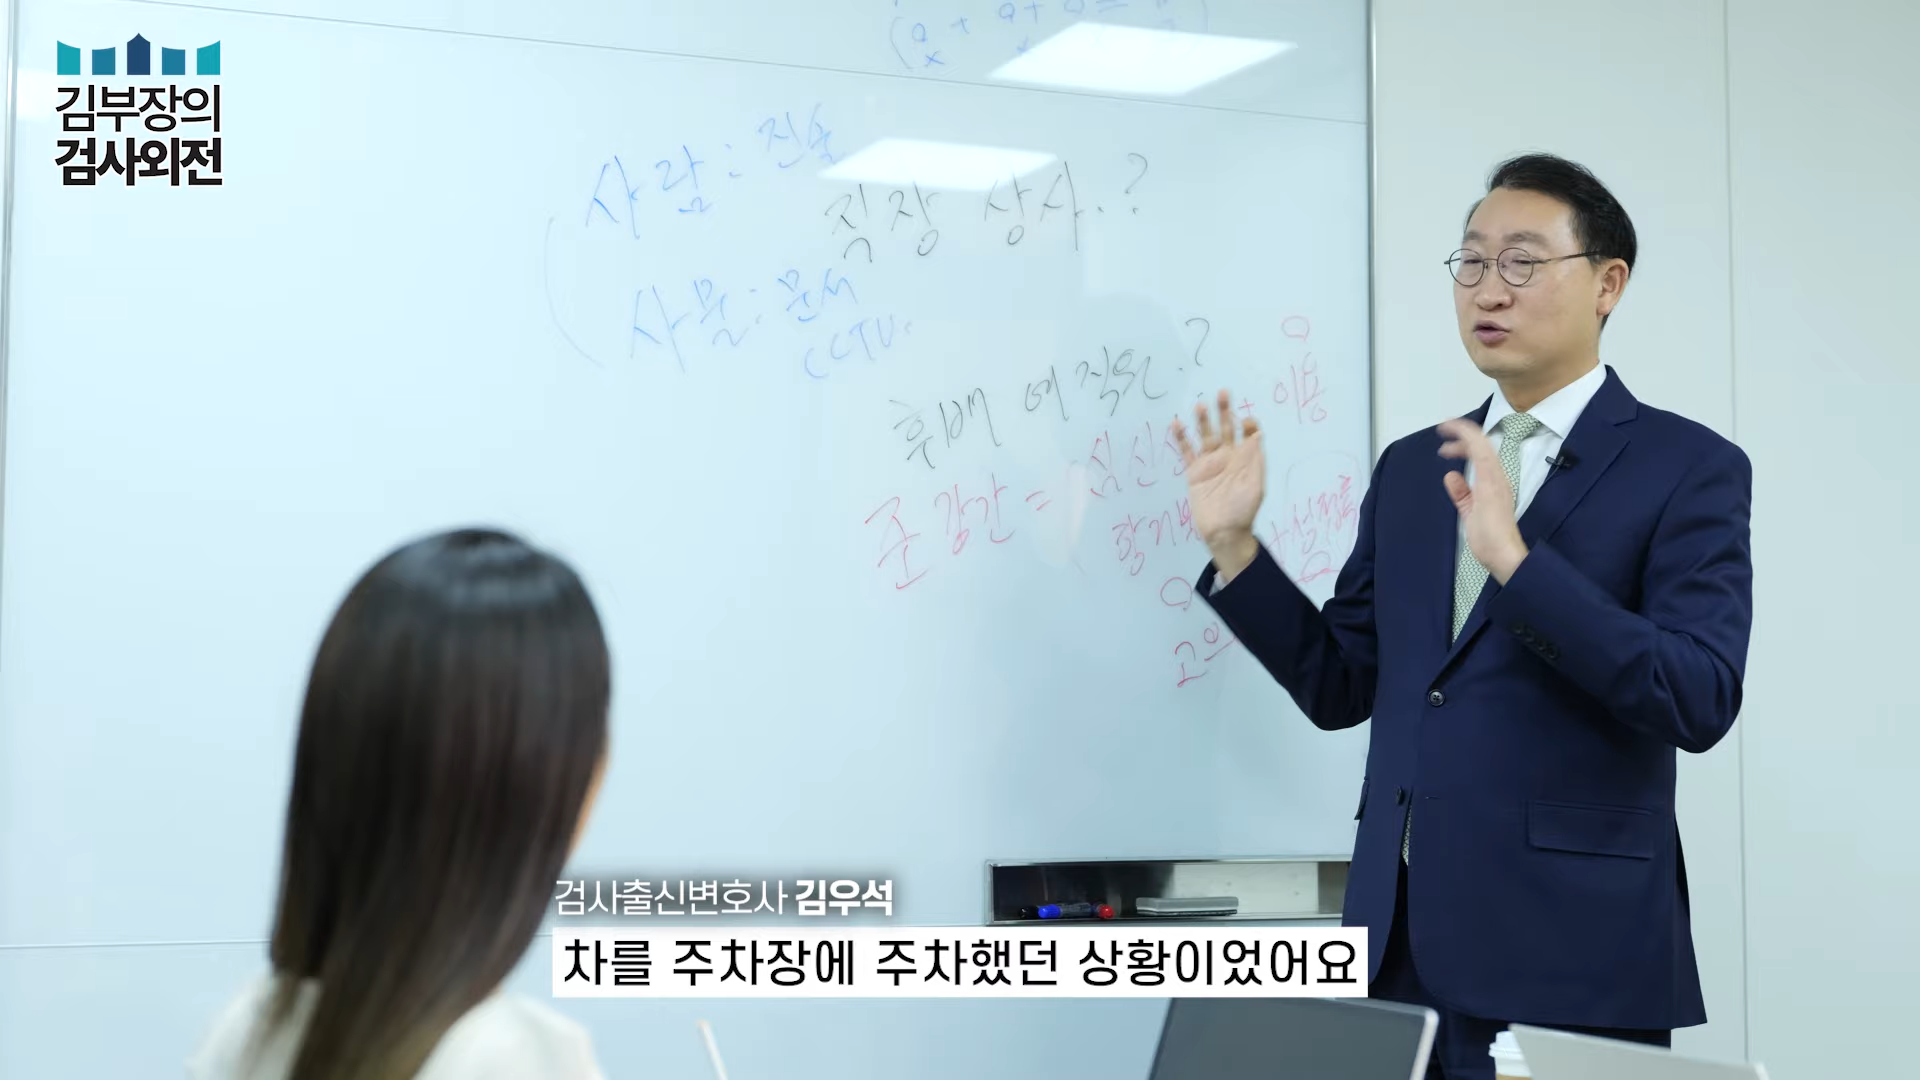 김부장의
검사외전
사람 : 진술
직장 상사.?
사물 : 문서
CCTV.
후배 여직원.?
준강간 =
+ 이용
고의
검사출신변호사 김우석
차를 주차장에 주차했던 상황이었어요